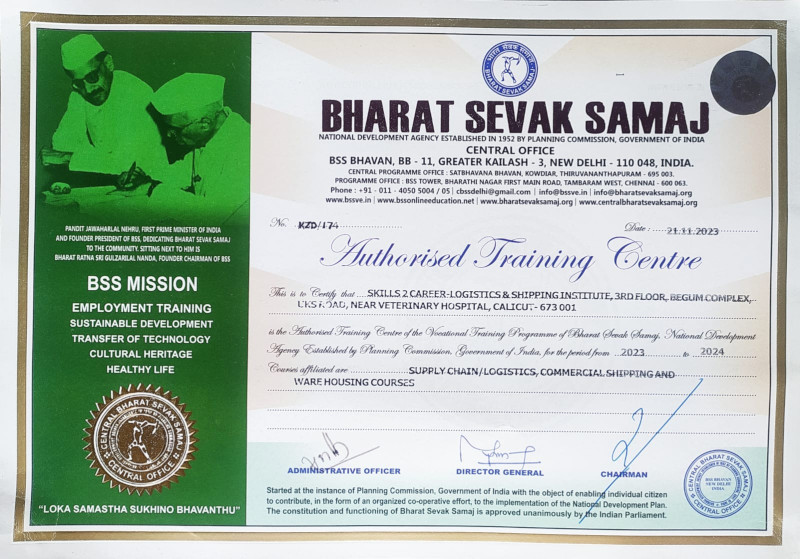 भारत सेवक समाज
BHARAT SEVAK SAMAJ
BHARAT SEVAK SAMAJ
NATIONAL DEVELOPMENT AGENCY ESTABLISHED IN 1952 BY PLANNING COMMISSION, GOVERNMENT OF INDIA
CENTRAL OFFICE
BSS BHAVAN, BB - 11, GREATER KAILASH - 3, NEW DELHI - 110 048, INDIA.
CENTRAL PROGRAMME OFFICE : SATBHAVANA BHAVAN, KOWDIAR, THIRUVANANTHAPURAM - 695 003.
PROGRAMME OFFICE : BSS TOWER, BHARATHI NAGAR FIRST MAIN ROAD, TAMBARAM WEST, CHENNAI - 600 063.
Phone : +91 - 011 - 4050 5004 / 05 | cbssdelhi@gmail.com | info@bssve.in | info@bharatsevaksamaj.org
www.bssve.in | www.bssonlineeducation.net | www.bharatsevaksamaj.org | www.centralbharatsevaksamaj.org
No. KZD/174
Date : 21.11.2023
Authorised Training Centre
This is to Certify that SKILLS 2 CAREER-LOGISTICS & SHIPPING INSTITUTE, 3RD FLOOR, BEGUM COMPLEX,
ROAD, NEAR VETERINARY HOSPITAL, CALICUT- 673 001
is the Authorised Training Centre of the Vocational Training Programme of Bharat Sevak Samaj, National Development
Agency Established by Planning Commission, Government of India, for the period from 2023 to 2024
Courses affiliated are SUPPLY CHAIN/LOGISTICS, COMMERCIAL SHIPPING AND
WARE HOUSING COURSES
ADMINISTRATIVE OFFICER
DIRECTOR GENERAL
CHAIRMAN
Started at the instance of Planning Commission, Government of India with the object of enabling individual citizen
to contribute, in the form of an organized co-operative effort, to the implementation of the National Development Plan.
The constitution and functioning of Bharat Sevak Samaj is approved unanimously by the Indian Parliament.
BHARAT SEVAK SAMAJ
BSS BHAVAN
NEW DELHI
INDIA
CENTRAL OFFICE
PANDIT JAWAHARLAL NEHRU, FIRST PRIME MINISTER OF INDIA
AND FOUNDER PRESIDENT OF BSS, DEDICATING BHARAT SEVAK SAMAJ
TO THE COMMUNITY. SITTING NEXT TO HIM IS
BHARAT RATNA SRI GULZARILAL NANDA, FOUNDER CHAIRMAN OF BSS
BSS MISSION
EMPLOYMENT TRAINING
SUSTAINABLE DEVELOPMENT
TRANSFER OF TECHNOLOGY
CULTURAL HERITAGE
HEALTHY LIFE
CENTRAL BHARAT SEVAK SAMAJ
CENTRAL OFFICE
"LOKA SAMASTHA SUKHINO BHAVANTHU"